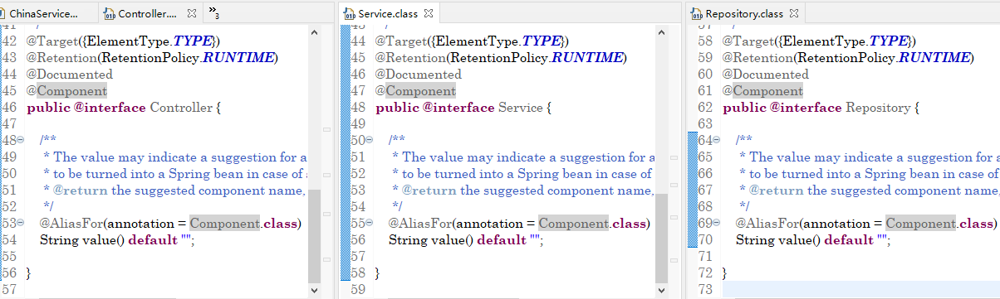 ChinaService...
Controller....
»3
41 */
42 @Target({ElementType.TYPE})
43 @Retention(RetentionPolicy.RUNTIME)
44 @Documented
45 @Component
46 public @interface Controller {
47
48 /**
49 * The value may indicate a suggestion for a
50 * to be turned into a Spring bean in case of a
51 * @return the suggested component name,
52 */
53 @AliasFor(annotation = Component.class)
54 String value() default "";
55
56 }
57
Service.class
43 */
44 @Target({ElementType.TYPE})
45 @Retention(RetentionPolicy.RUNTIME)
46 @Documented
47 @Component
48 public @interface Service {
49
50 /**
51 * The value may indicate a suggestion for a
52 * to be turned into a Spring bean in case of
53 * @return the suggested component name,
54 */
55 @AliasFor(annotation = Component.class)
56 String value() default "";
57
58 }
59
Repository.class
57 */
58 @Target({ElementType.TYPE})
59 @Retention(RetentionPolicy.RUNTIME)
60 @Documented
61 @Component
62 public @interface Repository {
63
64 /**
65 * The value may indicate a suggestion for a
66 * to be turned into a Spring bean in case of
67 * @return the suggested component name,
68 */
69 @AliasFor(annotation = Component.class)
70 String value() default "";
71
72 }
73